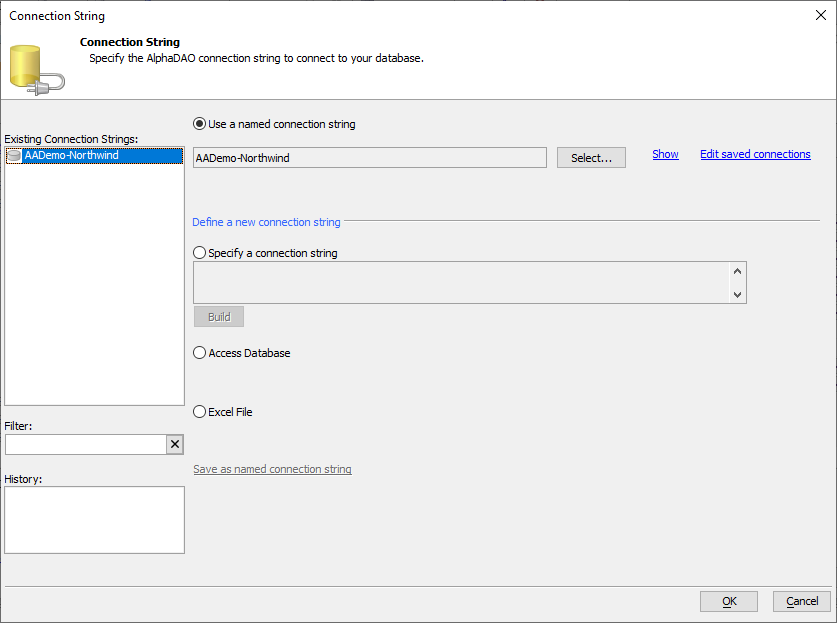 Connection String
Connection String
Specify the AlphaDAO connection string to connect to your database.
Use a named connection string
Existing Connection Strings:
AADemo-Northwind
AADemo-Northwind
Select...
Show
Edit saved connections
Define a new connection string
Specify a connection string
Build
Access Database
Excel File
Filter:
Save as named connection string
History:
OK
Cancel